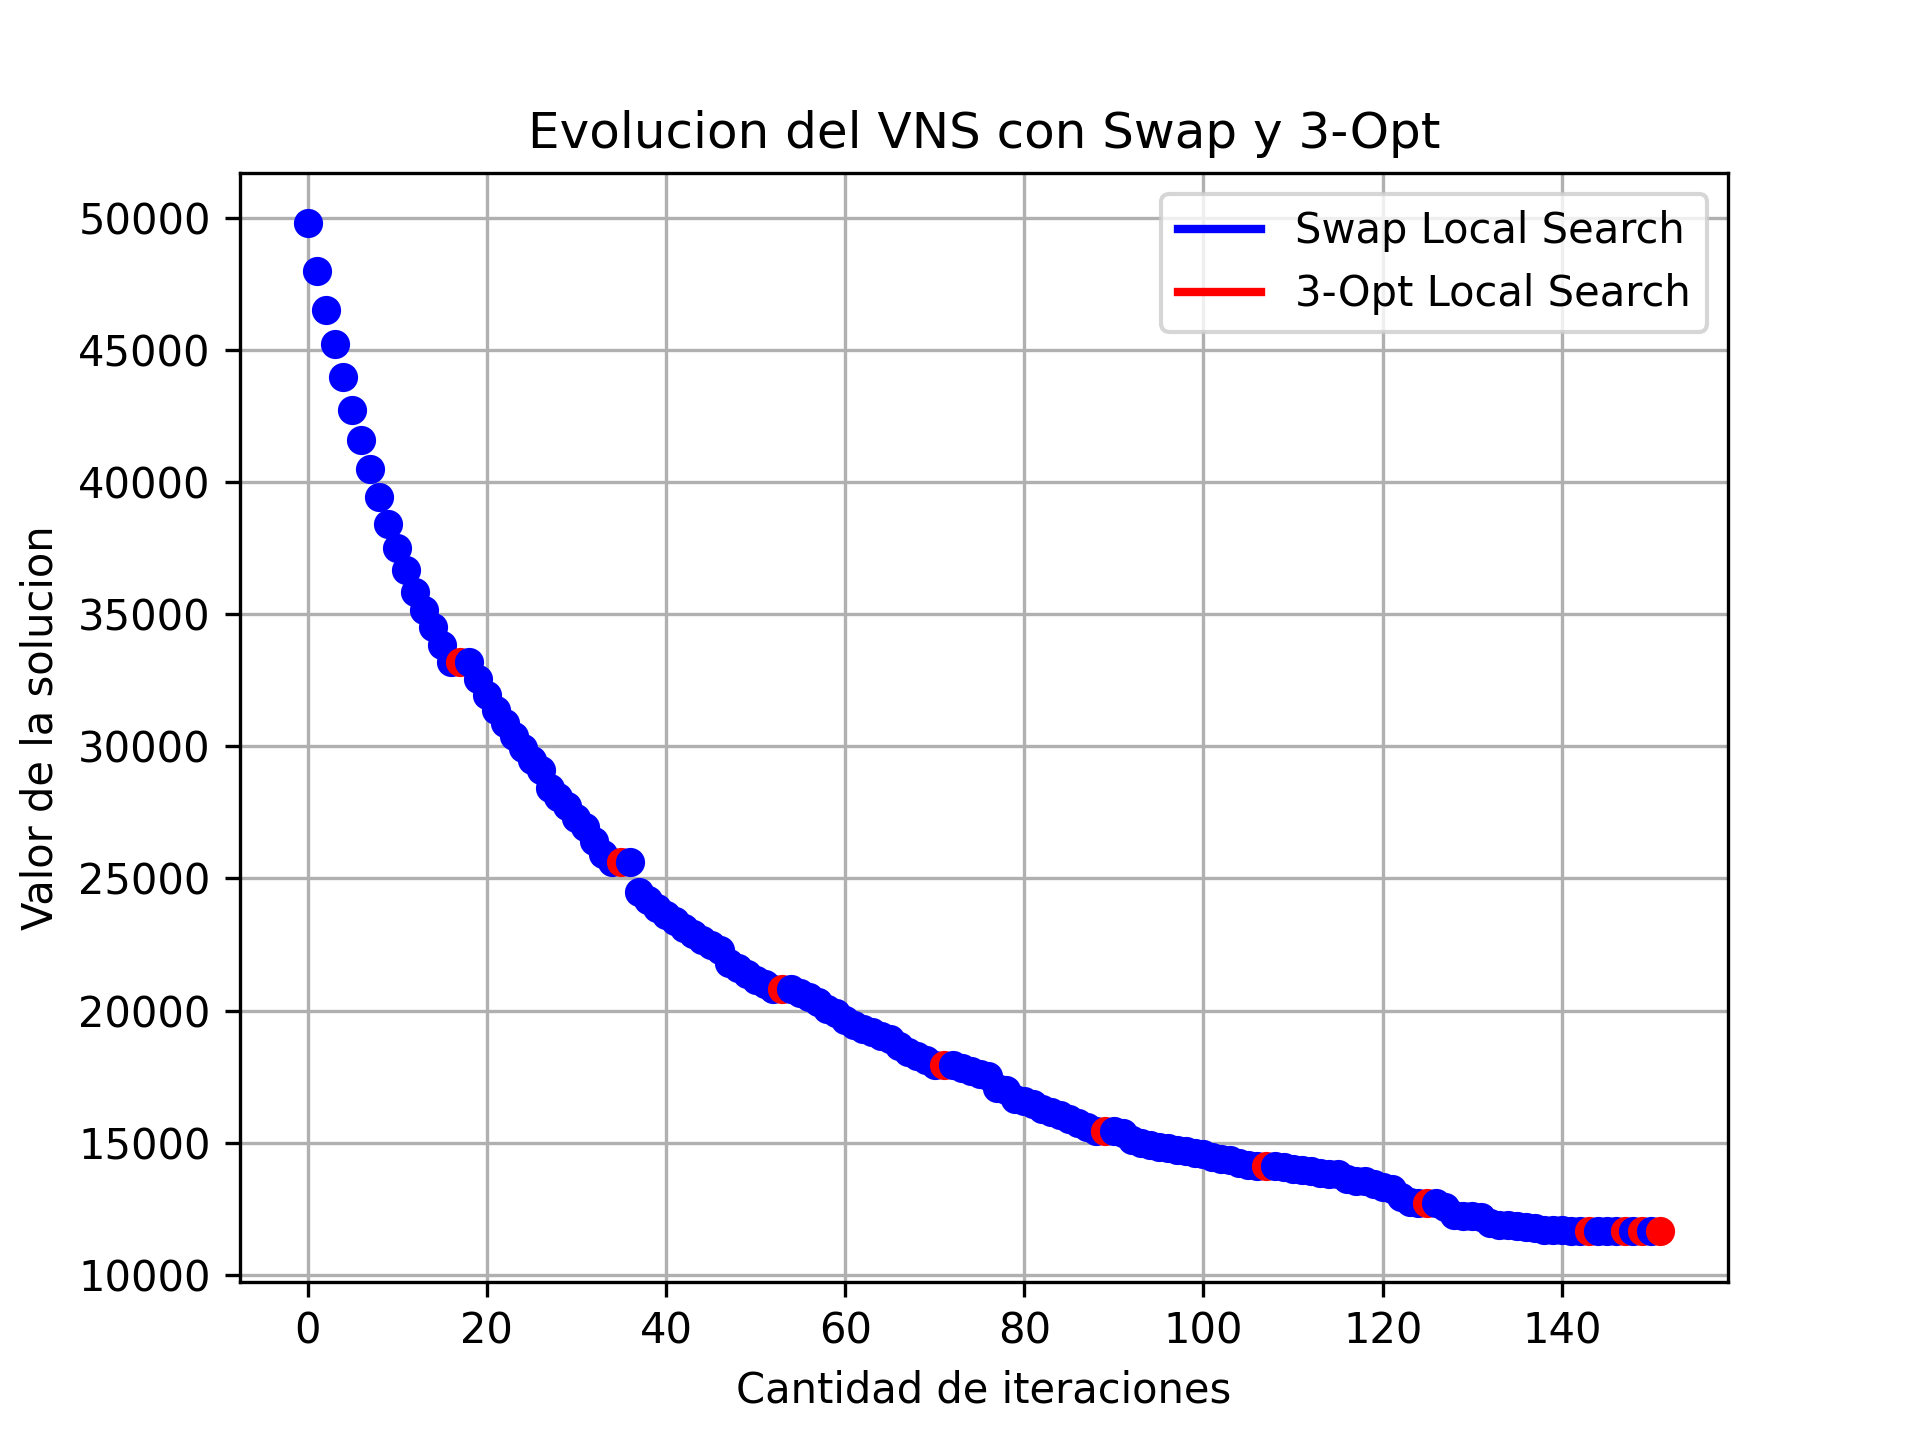 Evolucion del VNS con Swap y 3-Opt
Swap Local Search
3-Opt Local Search
Valor de la solucion
50000
45000
40000
35000
30000
25000
20000
15000
10000
0 20 40 60 80 100 120 140
Cantidad de iteraciones